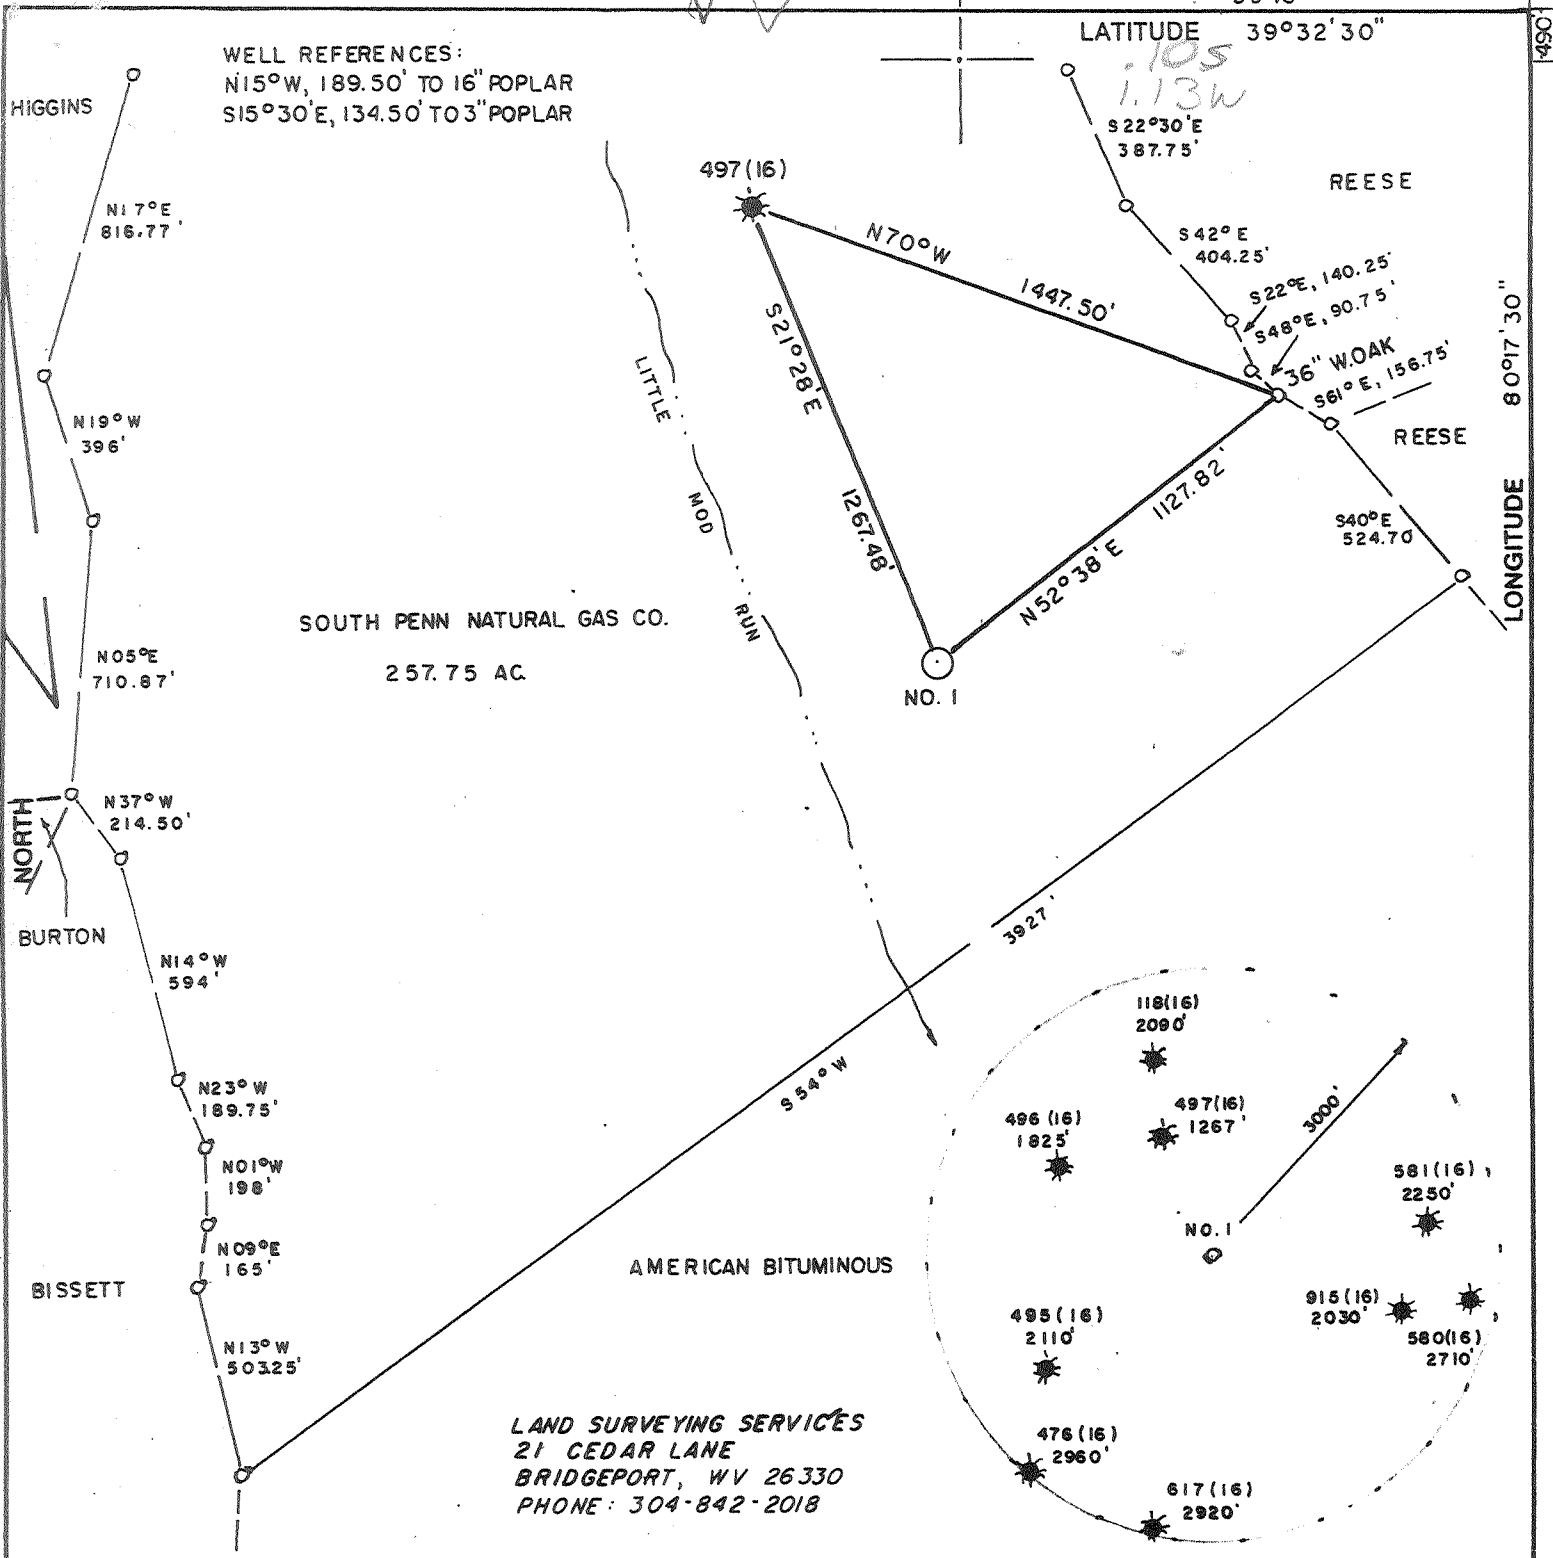 LATITUDE 39°32'30"
490'
.10s
1.13w
WELL REFERENCES:
N15°W, 189.50' TO 16" POPLAR
S15°30'E, 134.50' TO 3" POPLAR
HIGGINS
N17°E
816.77'
N19°W
396'
N05°E
710.87'
NORTH
N37°W
214.50'
BURTON
N14°W
594'
N23°W
189.75'
N01°W
198'
N09°E
165'
BISSETT
N13°W
503.25'
497(16)
N70°W
1447.50'
S21°28'E
1267.48'
N52°38'E
1127.82'
NO. 1
LITTLE
MOD
RUN
SOUTH PENN NATURAL GAS CO.
257.75 AC.
S22°30'E
387.75'
REESE
S42°E
404.25'
S22°E, 140.25'
S48°E, 90.75'
36" W.OAK
S61°E, 156.75'
REESE
S40°E
524.70'
LONGITUDE 80°17'30"
3927'
S54°W
AMERICAN BITUMINOUS
118(16)
2090'
497(16)
1267'
496(16)
1825'
3000'
581(16)
2250'
NO. 1
915(16)
2030'
580(16)
2710'
495(16)
2110'
476(16)
2960'
617(16)
2920'
LAND SURVEYING SERVICES
21 CEDAR LANE
BRIDGEPORT, WV 26330
PHONE: 304-842-2018